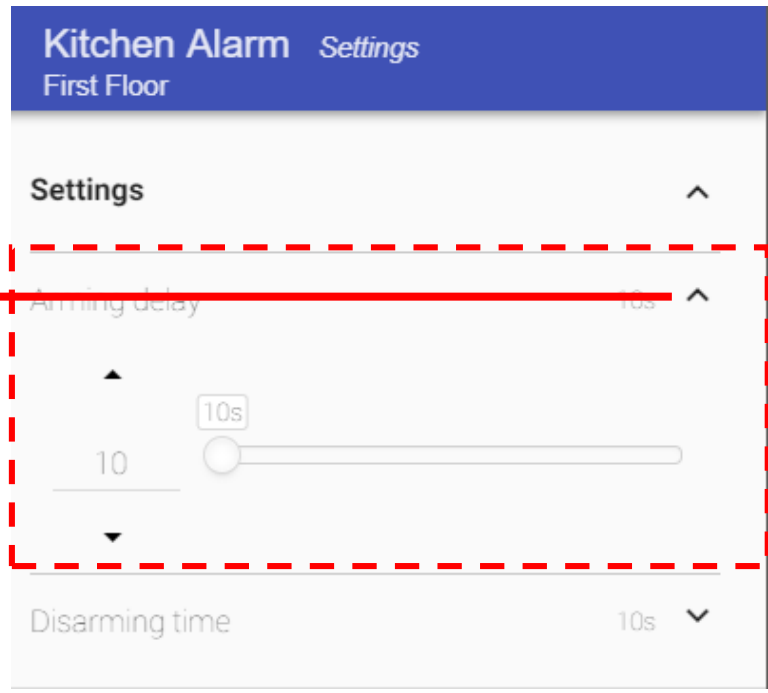 Kitchen Alarm Settings
First Floor
Settings
Arming delay 10s
10s
10
Disarming time 10s